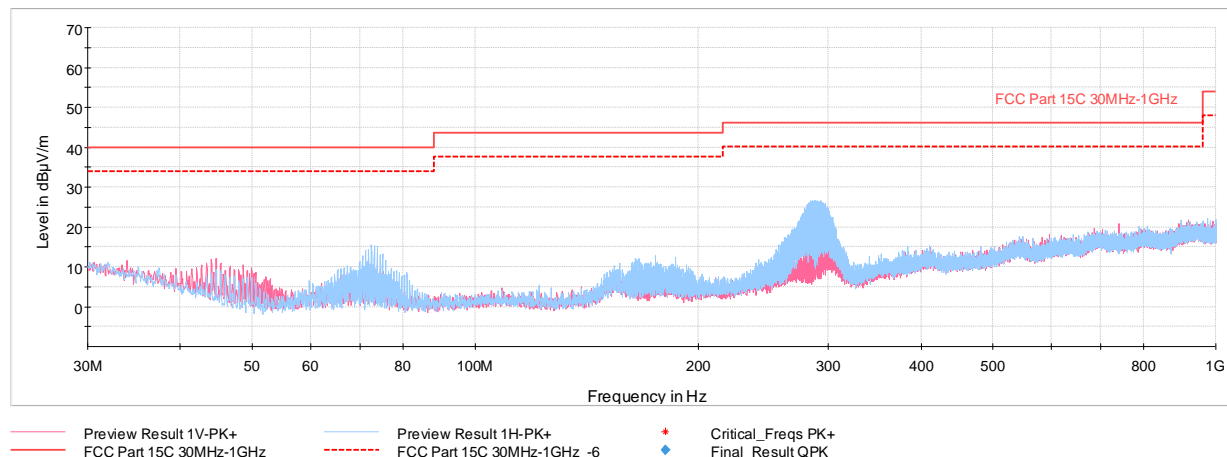 70
60
50
40
30
20
10
0
Level in dBµV/m
FCC Part 15C 30MHz-1GHz
30M 50 60 80 100M 200 300 400 500 800 1G
Frequency in Hz
Preview Result 1V-PK+ Preview Result 1H-PK+ Critical_Freqs PK+
FCC Part 15C 30MHz-1GHz FCC Part 15C 30MHz-1GHz -6 Final_Result QPK